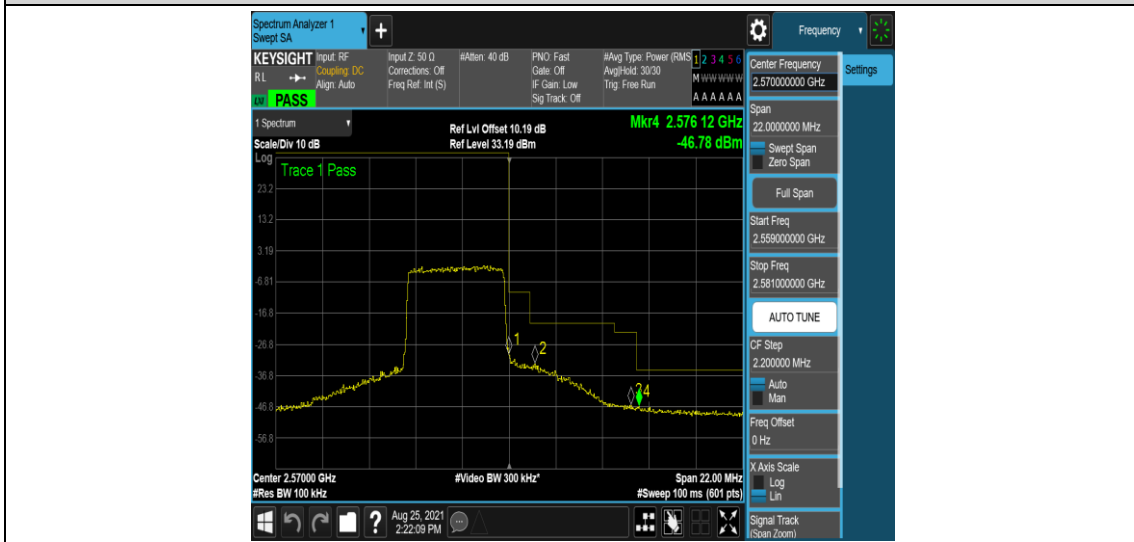 Spectrum Analyzer 1
Swept SA
Frequency
KEYSIGHT
R L
PASS
Input: RF
Coupling: DC
Align: Auto
Input Z: 50 Ω
Corrections: Off
Freq Ref: Int (S)
#Atten: 40 dB
PNO: Fast
Gate: Off
IF Gain: Low
Sig Track: Off
#Avg Type: Power (RMS
Avg|Hold: 30/30
Trig: Free Run
1 2 3 4 5 6
M W W W W W
A A A A A A
1 Spectrum
Scale/Div 10 dB
Ref Lvl Offset 10.19 dB
Ref Level 33.19 dBm
Mkr4 2.576 12 GHz
-46.78 dBm
Log
Trace 1 Pass
23.2
13.2
3.19
-6.81
-16.8
-26.8
-36.8
-46.8
-56.8
1
2
4
Center 2.57000 GHz
#Res BW 100 kHz
#Video BW 300 kHz*
Span 22.00 MHz
#Sweep 100 ms (601 pts)
Aug 25, 2021
2:22:09 PM
Center Frequency
2.570000000 GHz
Settings
Span
22.0000000 MHz
Swept Span
Zero Span
Full Span
Start Freq
2.559000000 GHz
Stop Freq
2.581000000 GHz
AUTO TUNE
CF Step
2.200000 MHz
Auto
Man
Freq Offset
0 Hz
X Axis Scale
Log
Lin
Signal Track
(Span Zoom)